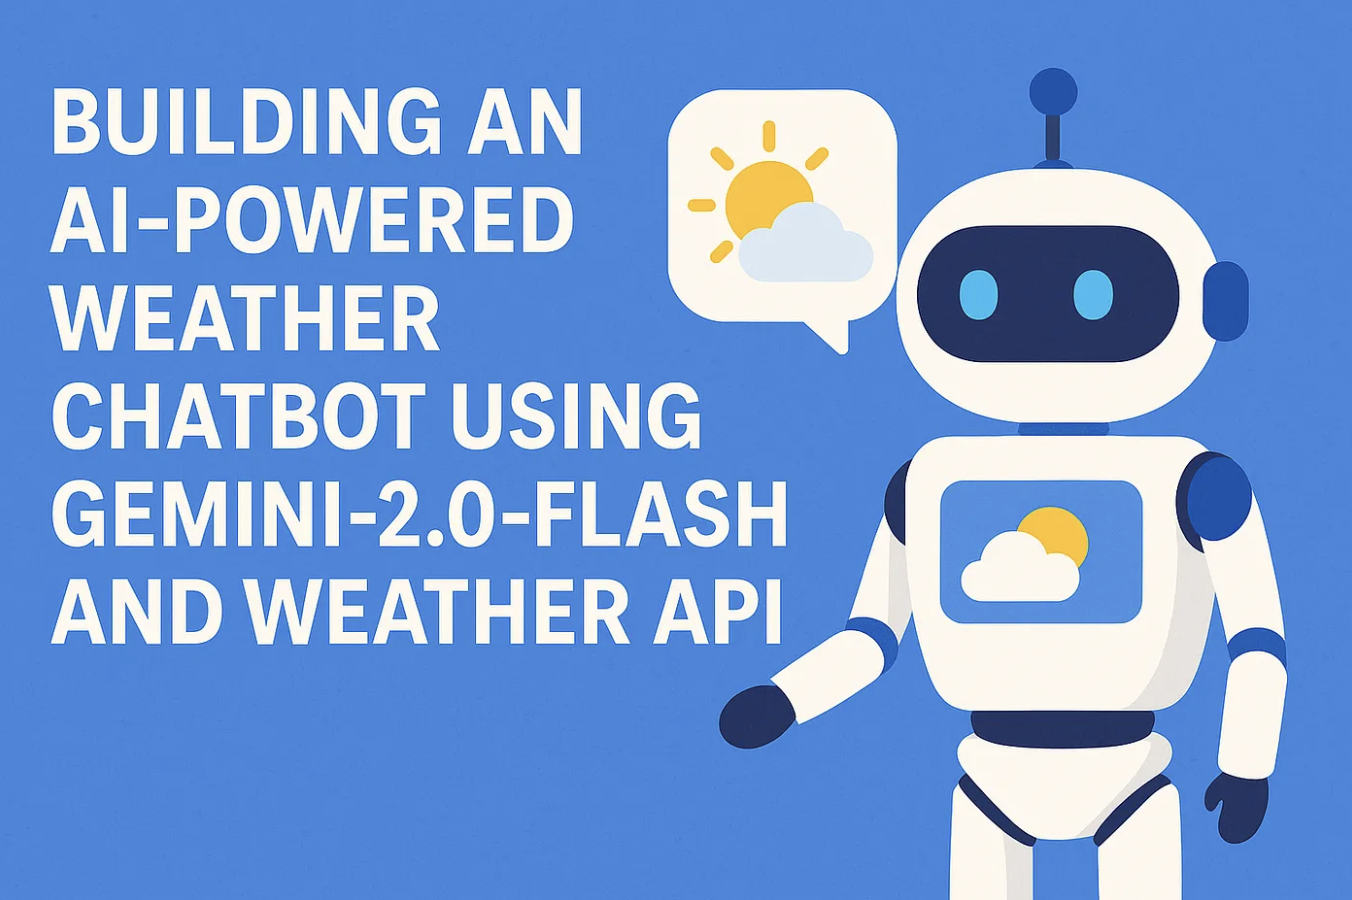 BUILDING AN
AI-POWERED
WEATHER
CHATBOT USING
GEMINI-2.0-FLASH
AND WEATHER API